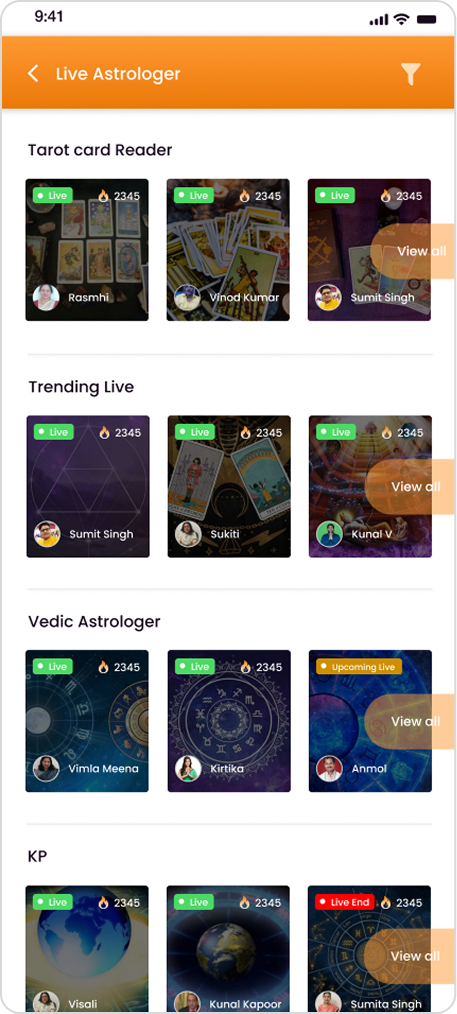 9:41
Live Astrologer
Tarot card Reader
Live 2345
Live 2345
Live 2345
View all
Rasmhi
Vinod Kumar
Sumit Singh
Trending Live
Live 2345
Live 2345
Live 2345
View all
Sumit Singh
Sukiti
Kunal V
Vedic Astrologer
Live 2345
Live 2345
Upcoming Live
View all
Vimla Meena
Kirtika
Anmol
KP
Live 2345
Live 2345
Live End 2345
View all
Visali
Kunal Kapoor
Sumita Singh